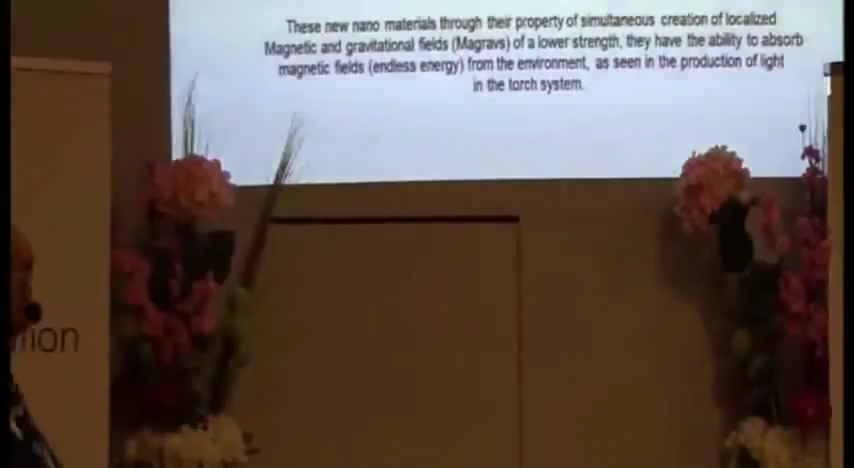 These new nano materials through their property of simultaneous creation of localized
Magnetic and gravitational fields (Magravs) of a lower strength, they have the ability to absorb
magnetic fields (endless energy) from the environment, as seen in the production of light
in the torch system.